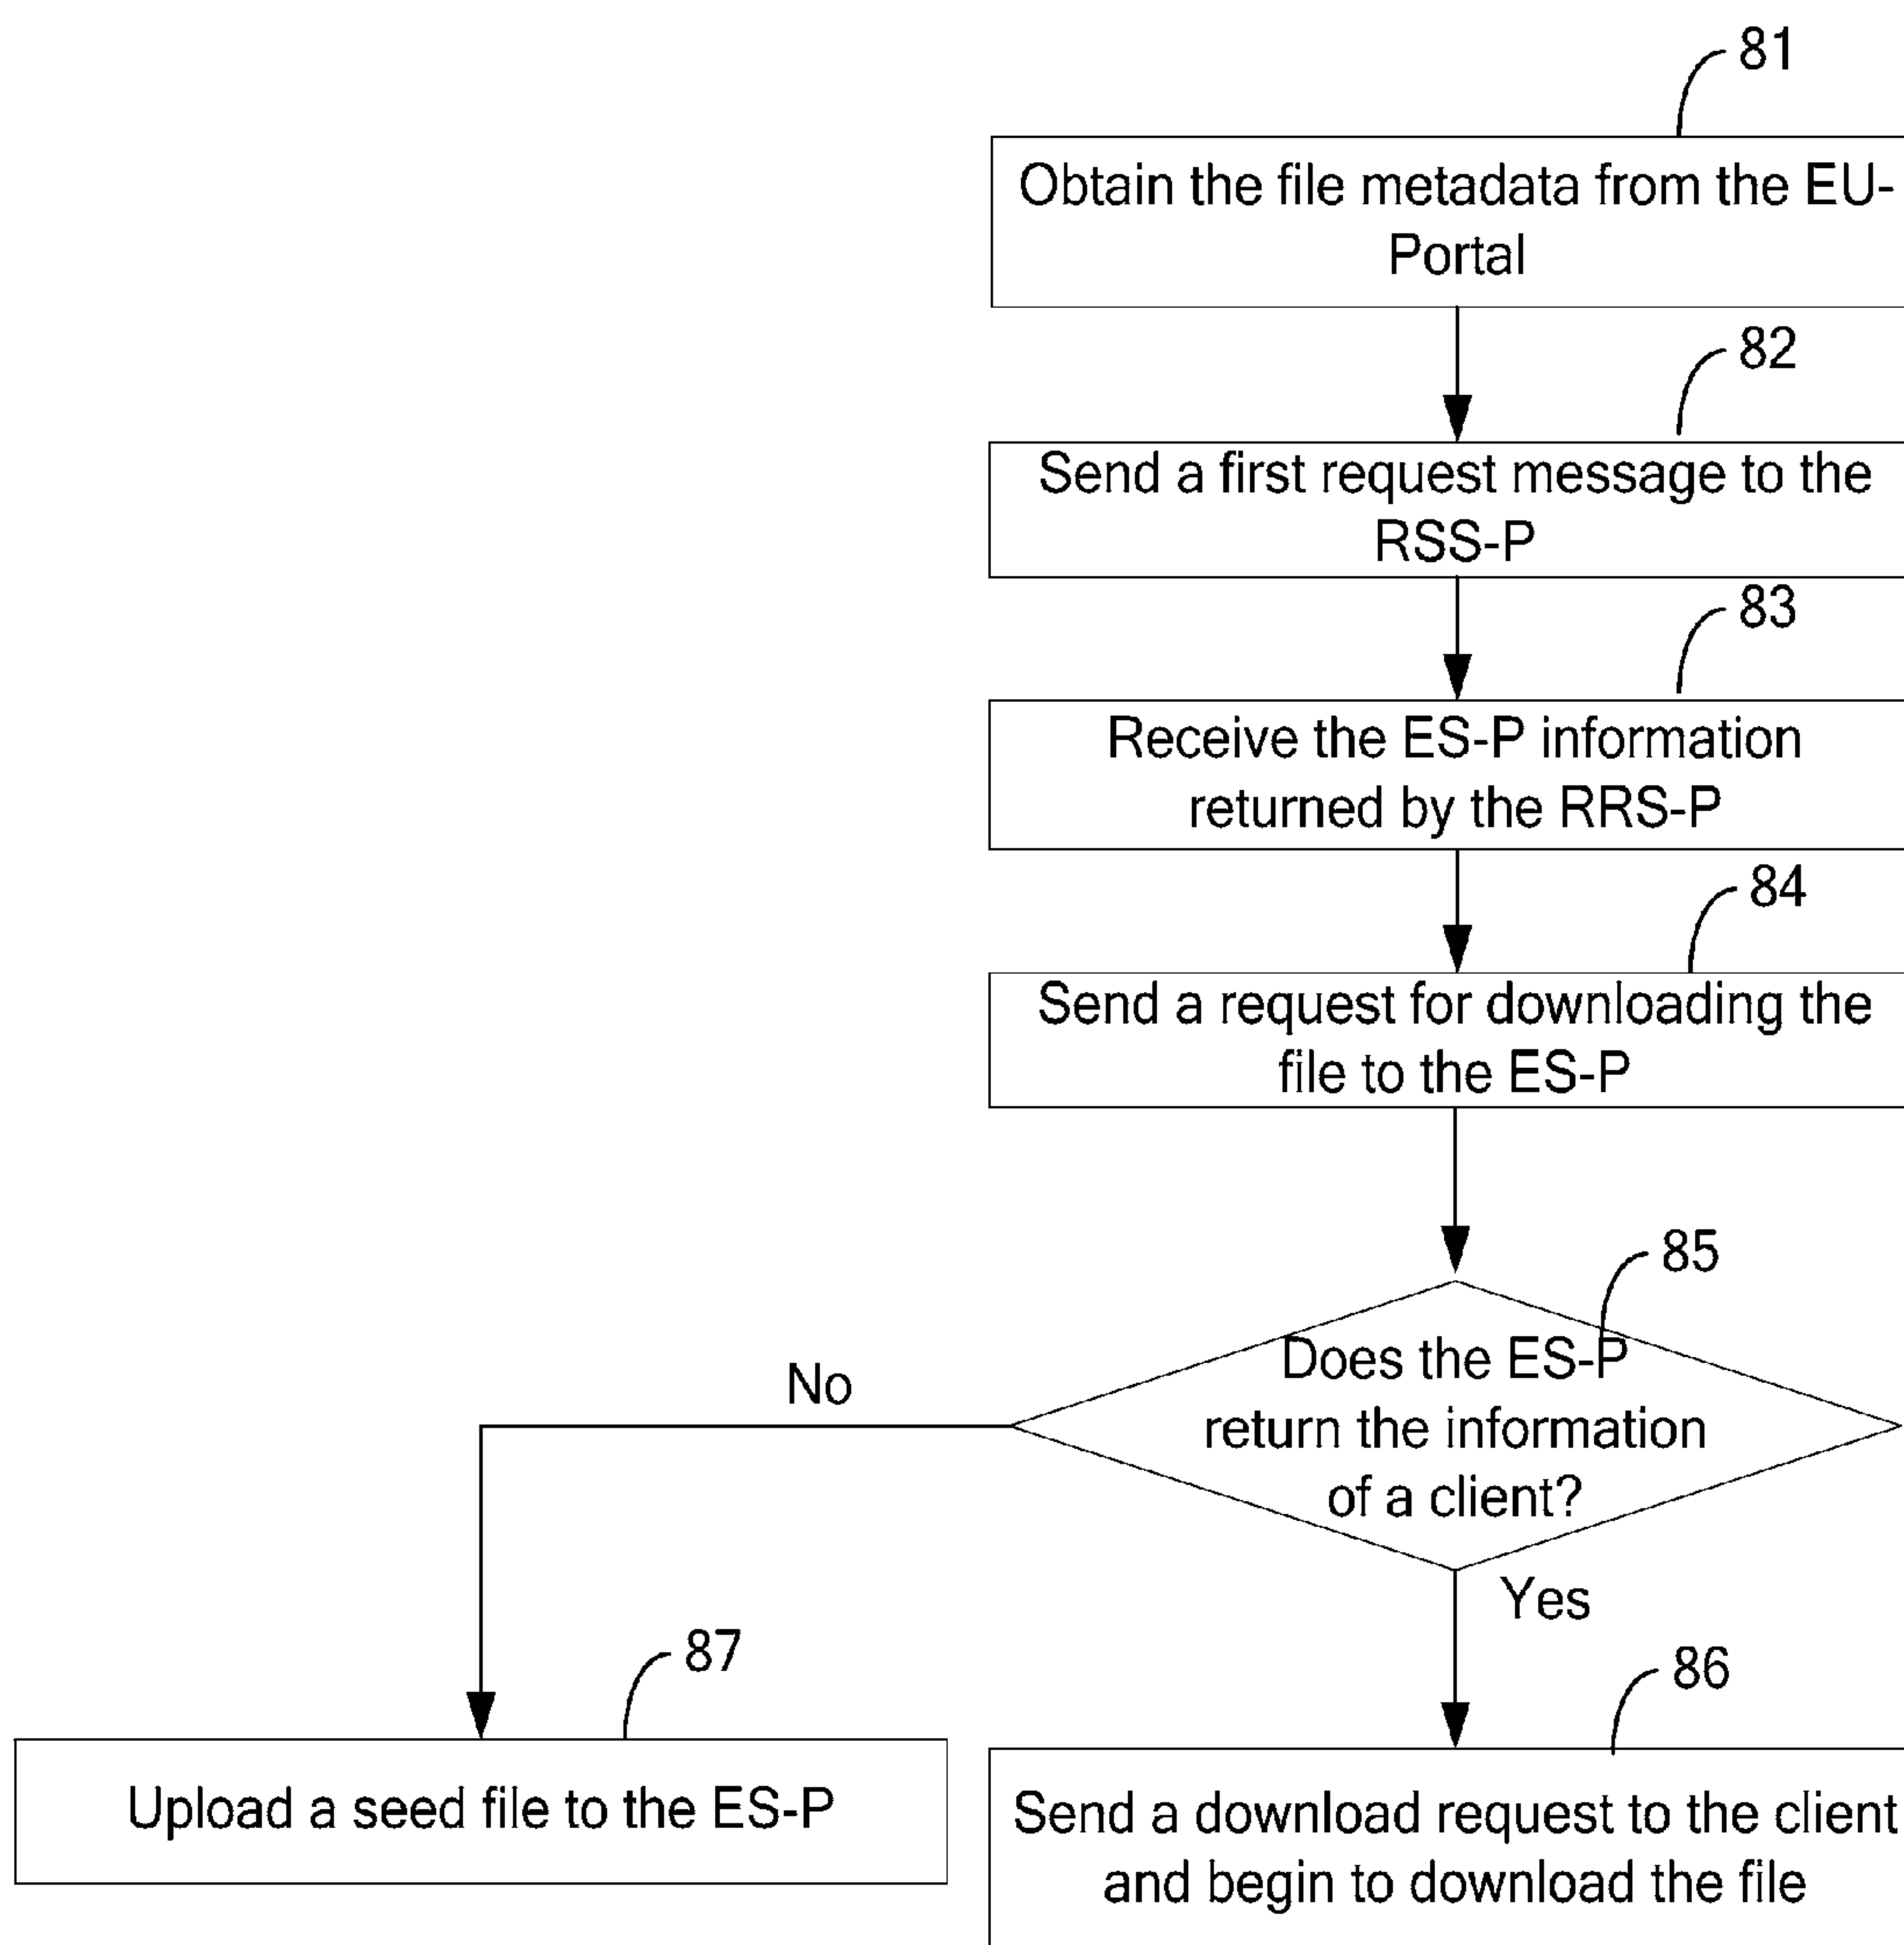 81
Obtain the file metadata from the EU-
Portal
82
Send a first request message to the
RSS-P
83
Receive the ES-P information
returned by the RRS-P
84
Send a request for downloading the
file to the ES-P
85
Does the ES-P
return the information
of a client?
No
Yes
87
Upload a seed file to the ES-P
86
Send a download request to the client
and begin to download the file